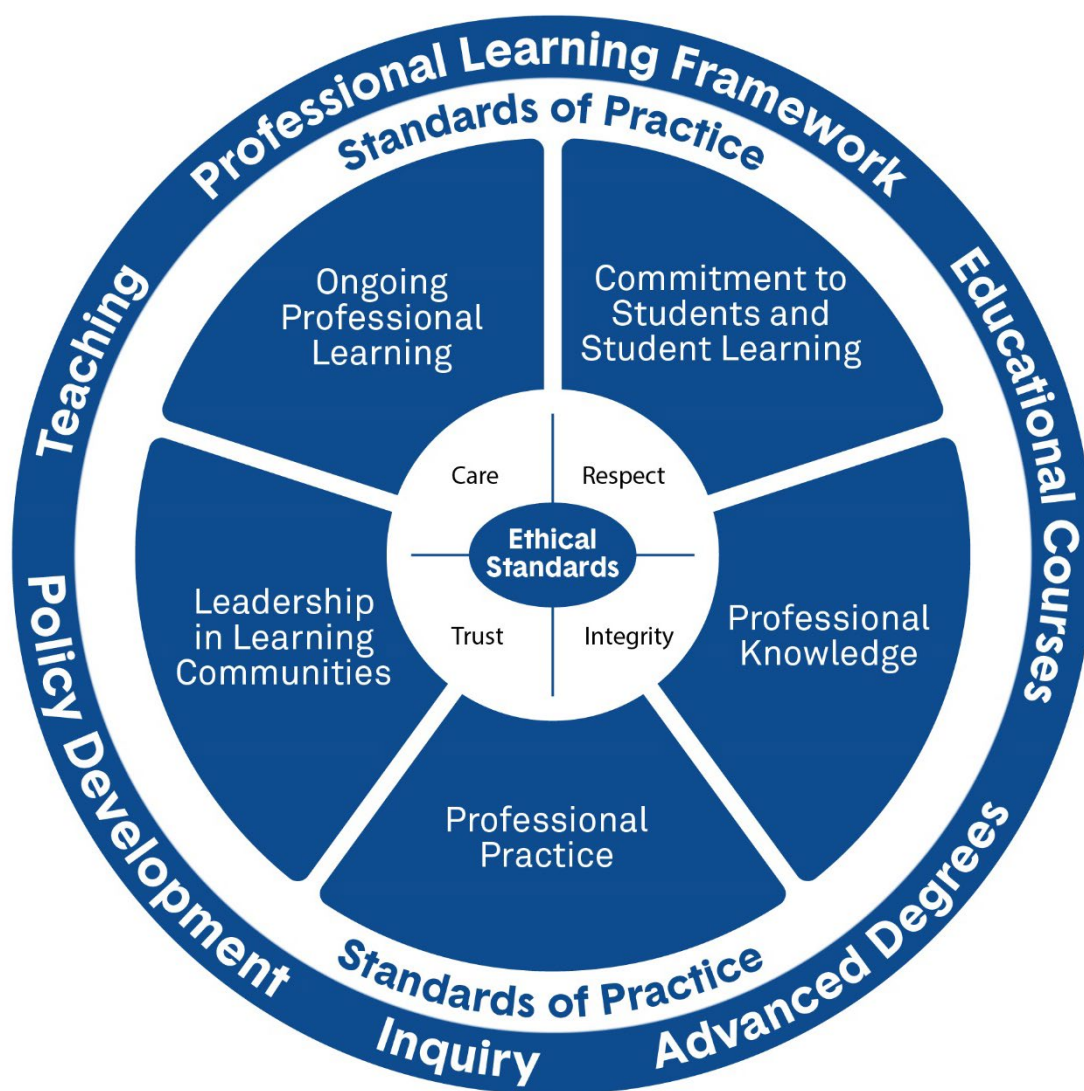 Professional Learning Framework
Educational Courses
Advanced Degrees
Inquiry
Policy Development
Teaching
Standards of Practice
Ongoing
Professional
Learning
Commitment to
Students and
Student Learning
Leadership
in Learning
Communities
Professional
Knowledge
Professional
Practice
Care
Respect
Ethical
Standards
Trust
Integrity
Standards of Practice